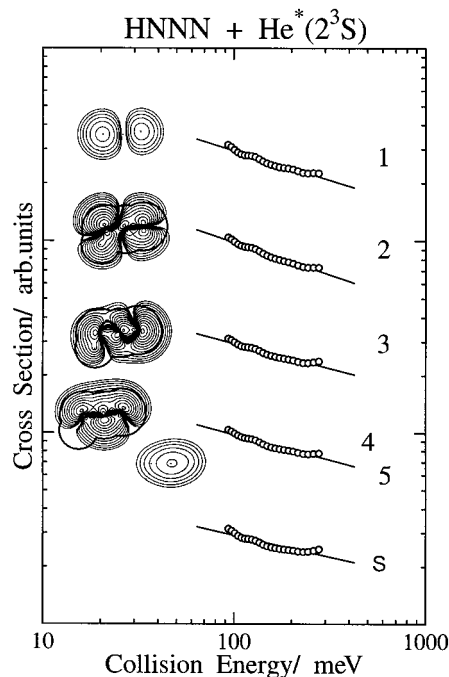 HNNN + He*(2³S)
Cross Section/ arb.units
1
2
3
4
5
S
10
100
1000
Collision Energy/ meV